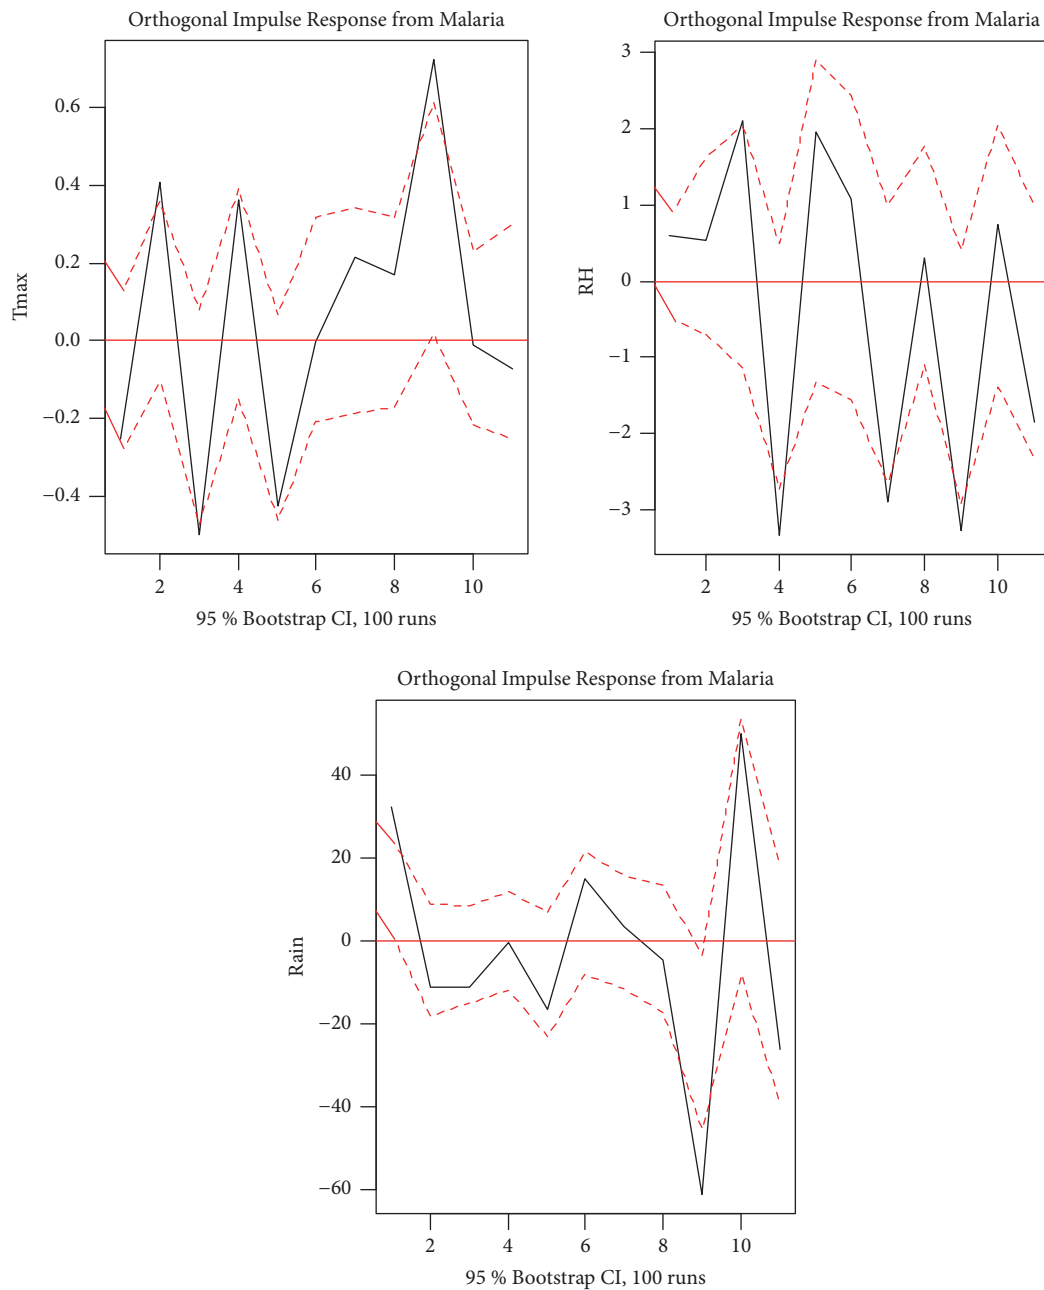 Orthogonal Impulse Response from Malaria
Tmax
0.6
0.4
0.2
0.0
−0.2
−0.4
2 4 6 8 10
95 % Bootstrap CI, 100 runs
Orthogonal Impulse Response from Malaria
RH
3
2
1
0
−1
−2
−3
2 4 6 8 10
95 % Bootstrap CI, 100 runs
Orthogonal Impulse Response from Malaria
Rain
40
20
0
−20
−40
−60
2 4 6 8 10
95 % Bootstrap CI, 100 runs